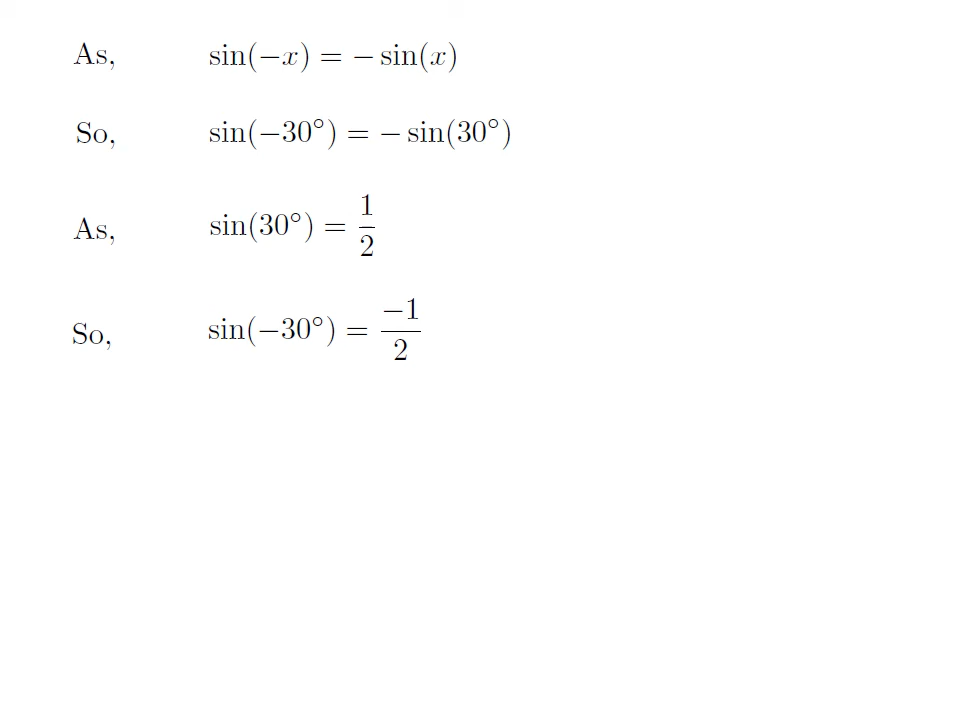 As, sin(−x) = − sin(x)
So, sin(−30°) = − sin(30°)
As, sin(30°) = 1/2
So, sin(−30°) = −1/2